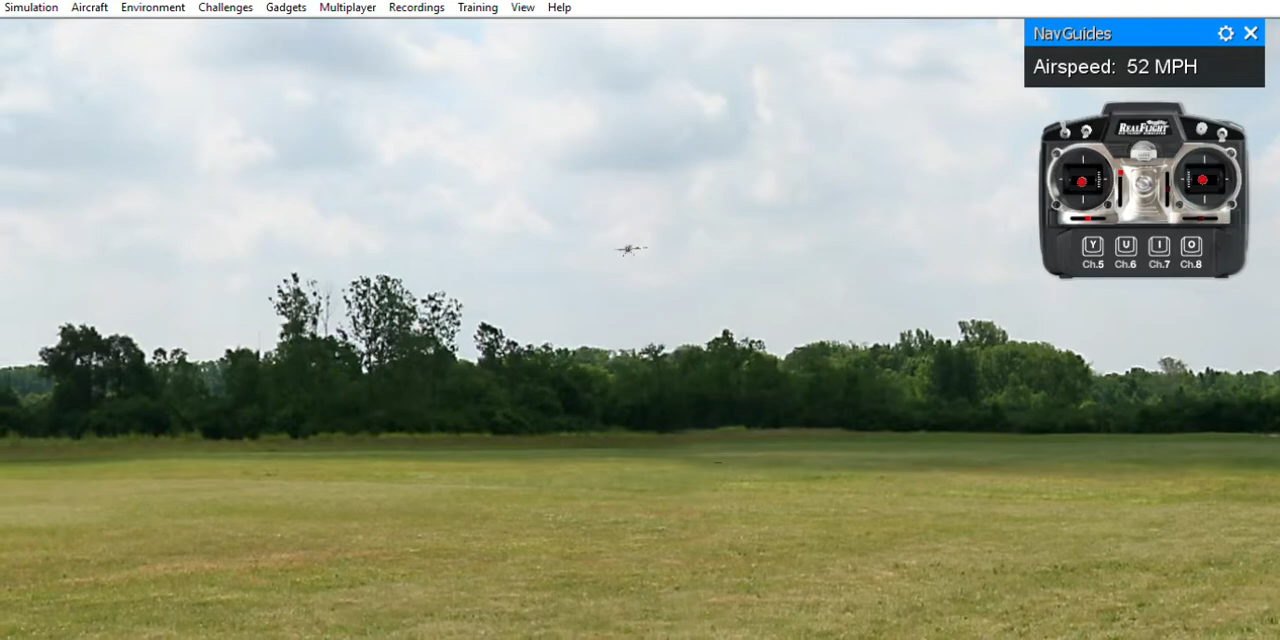 Simulation Aircraft Environment Challenges Gadgets Multiplayer Recordings Training View Help
NavGuides
Airspeed: 52 MPH
REALFLIGHT
Y U I O
Ch.5 Ch.6 Ch.7 Ch.8